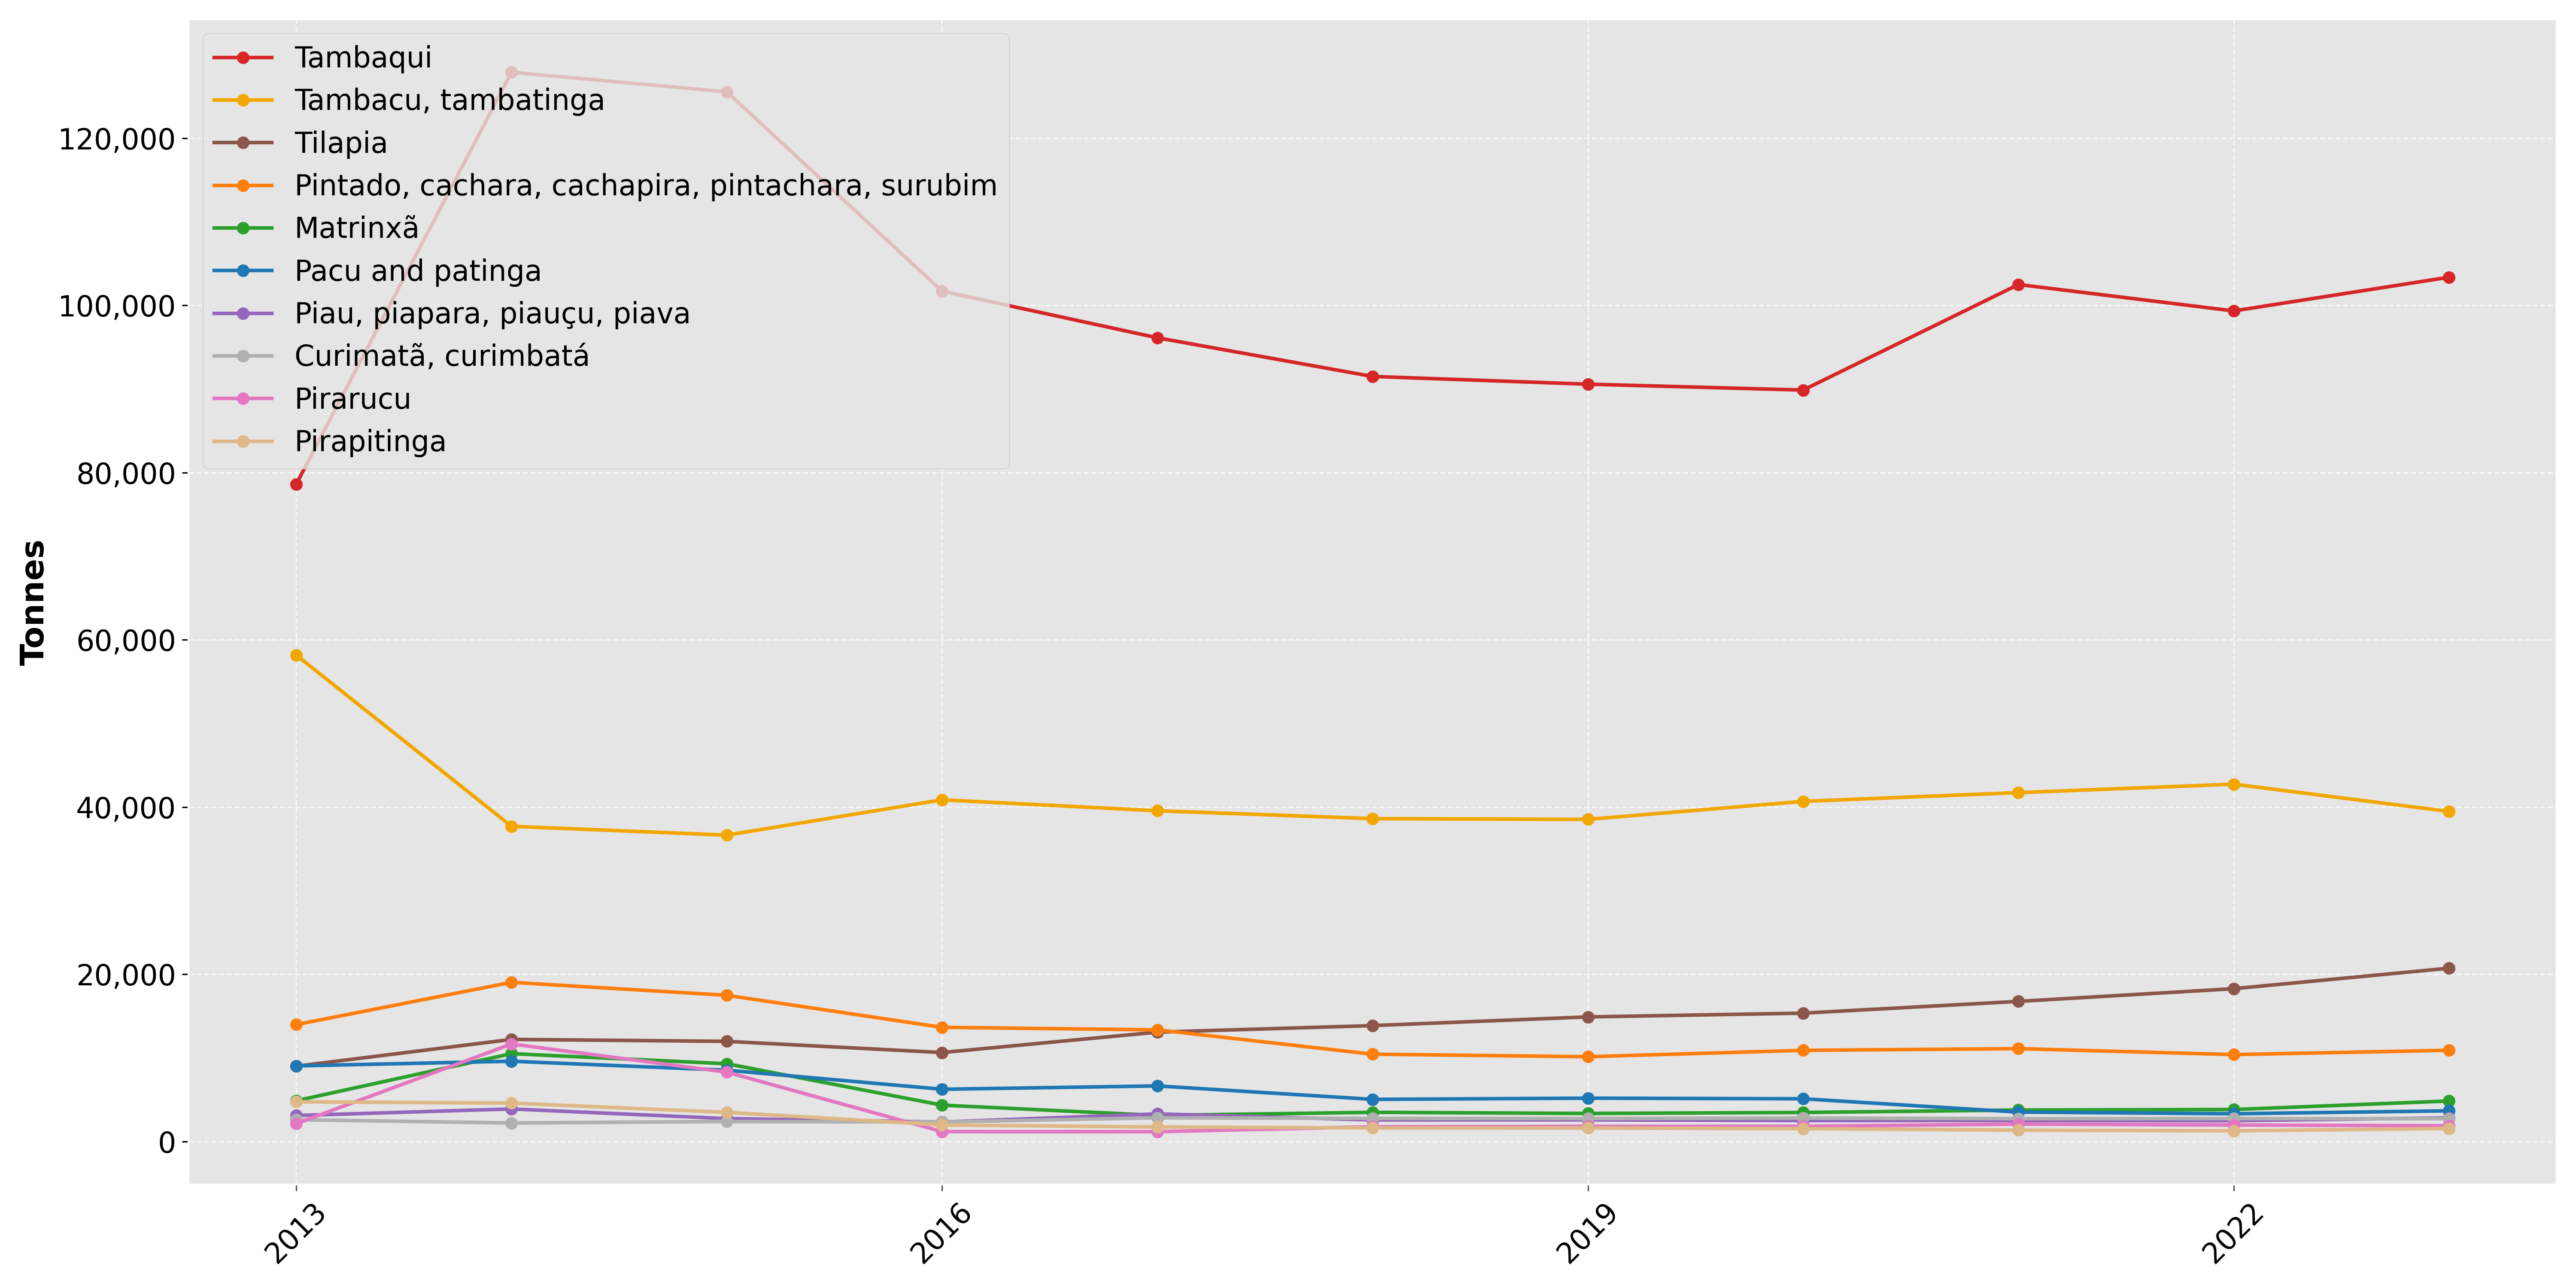 Tambaqui
Tambacu, tambatinga
Tilapia
Pintado, cachara, cachapira, pintachara, surubim
Matrinxã
Pacu and patinga
Piau, piapara, piauçu, piava
Curimatã, curimbatá
Pirarucu
Pirapitinga
Tonnes
120,000
100,000
80,000
60,000
40,000
20,000
0
2013
2016
2019
2022